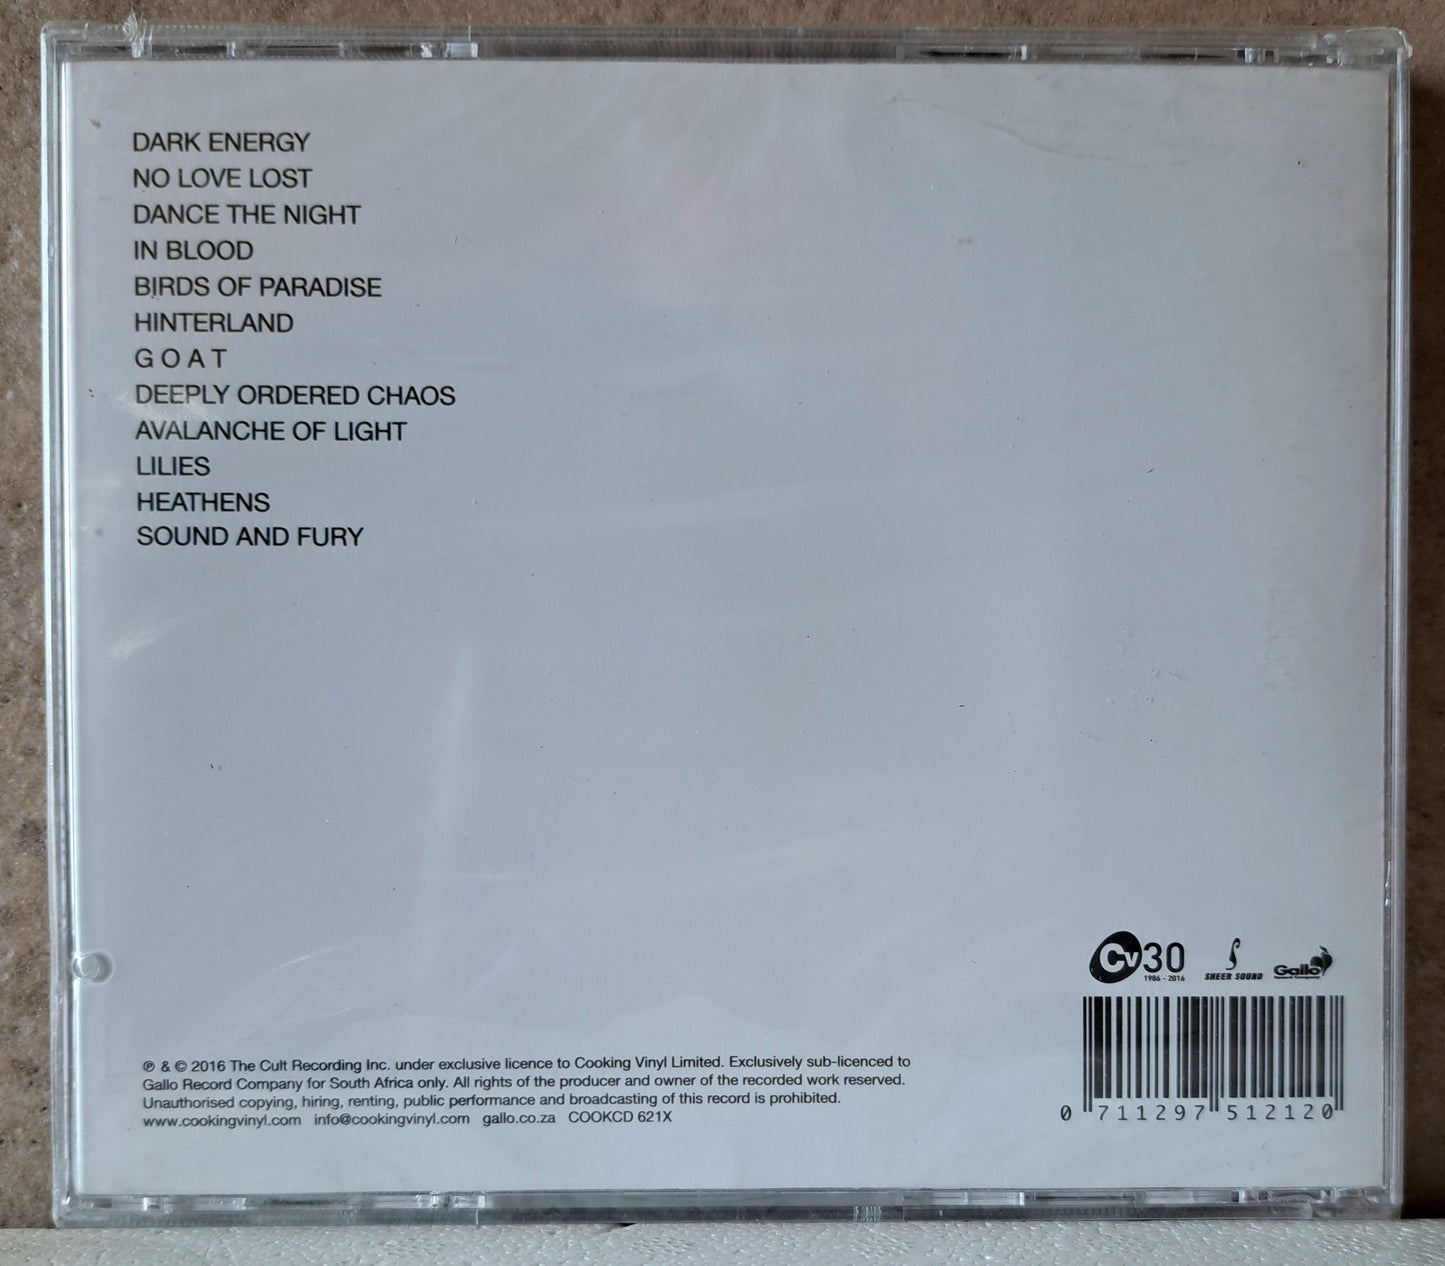 DARK ENERGY
NO LOVE LOST
DANCE THE NIGHT
IN BLOOD
BIRDS OF PARADISE
HINTERLAND
G O A T
DEEPLY ORDERED CHAOS
AVALANCHE OF LIGHT
LILIES
HEATHENS
SOUND AND FURY
Cv30
1986 - 2016
SHEER SOUND
Gallo
Record Company
℗ & © 2016 The Cult Recording Inc. under exclusive licence to Cooking Vinyl Limited. Exclusively sub-licenced to
Gallo Record Company for South Africa only. All rights of the producer and owner of the recorded work reserved.
Unauthorised copying, hiring, renting, public performance and broadcasting of this record is prohibited.
www.cookingvinyl.com info@cookingvinyl.com gallo.co.za COOKCD 621X
0 711297 512120